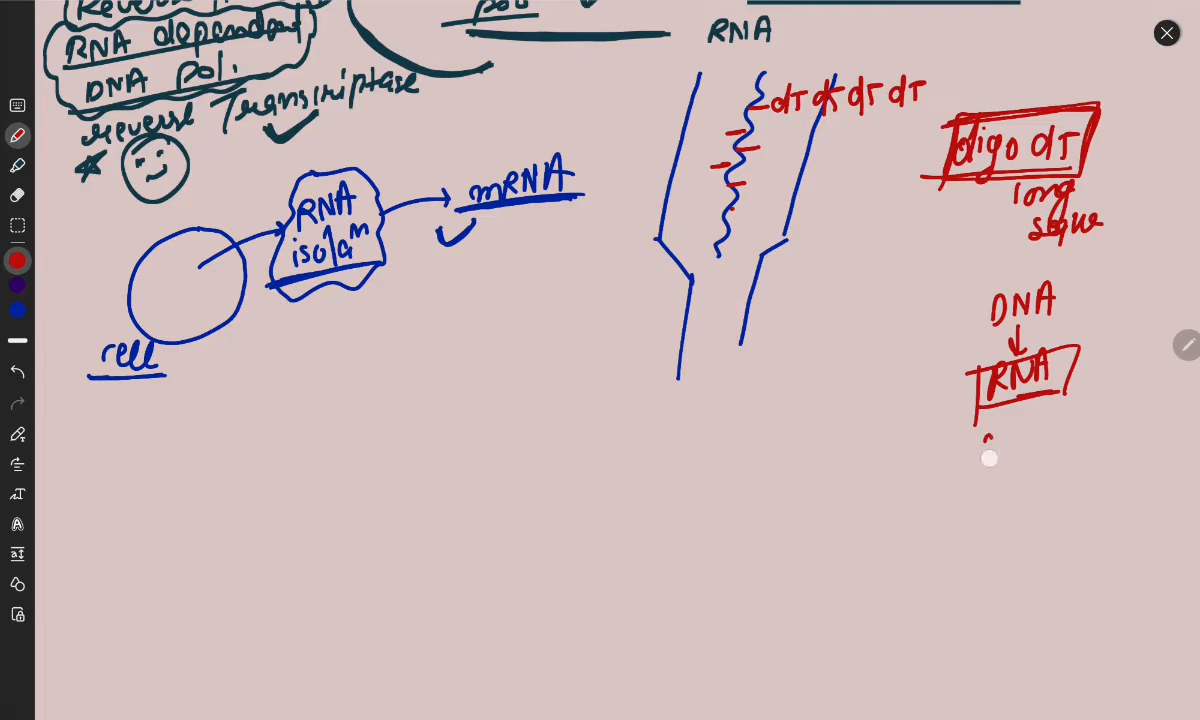 RNA dependent
DNA pol.
reverse Transcriptase
RNA
dT dT dT dT
oligo dT
long
seque
RNA
isolaⁿ
mRNA
cell
DNA
RNA